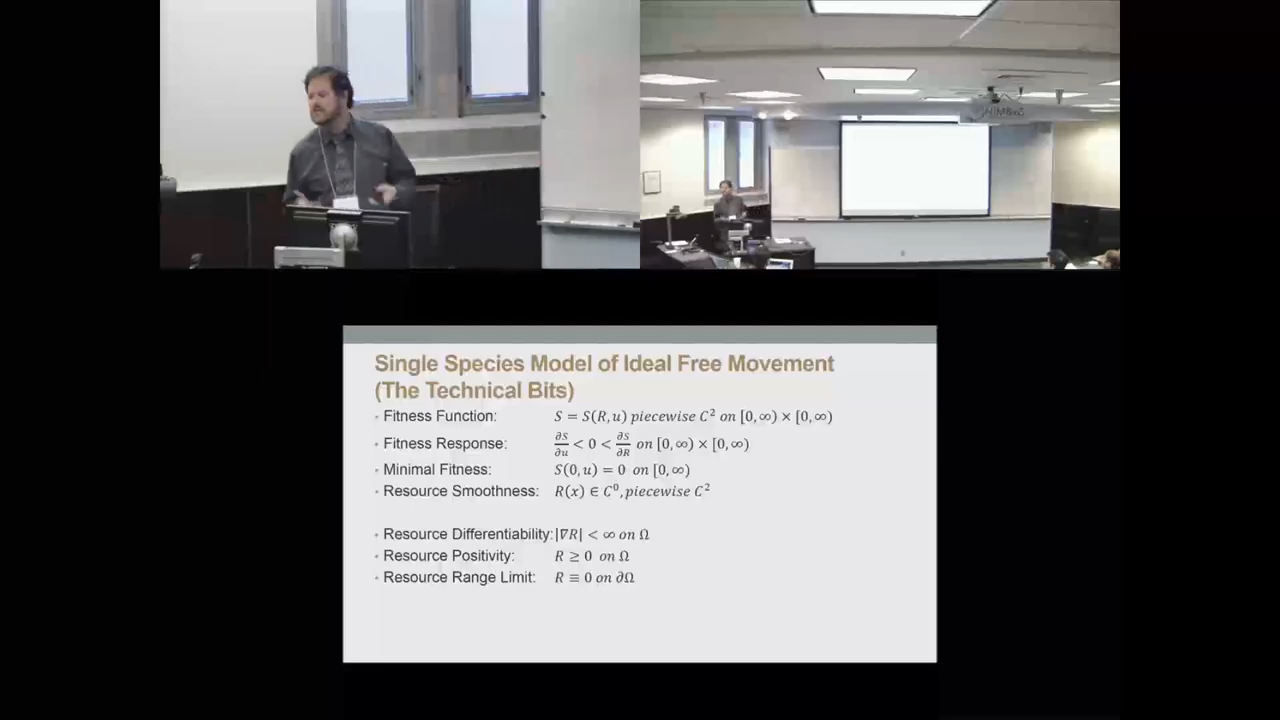 NIMBioS
Single Species Model of Ideal Free Movement
(The Technical Bits)
• Fitness Function: S = S(R, u) piecewise C² on [0, ∞) × [0, ∞)
• Fitness Response: ∂S/∂u < 0 < ∂S/∂R on [0, ∞) × [0, ∞)
• Minimal Fitness: S(0, u) = 0 on [0, ∞)
• Resource Smoothness: R(x) ∈ C⁰, piecewise C²
• Resource Differentiability: |∇R| < ∞ on Ω
• Resource Positivity: R ≥ 0 on Ω
• Resource Range Limit: R ≡ 0 on ∂Ω